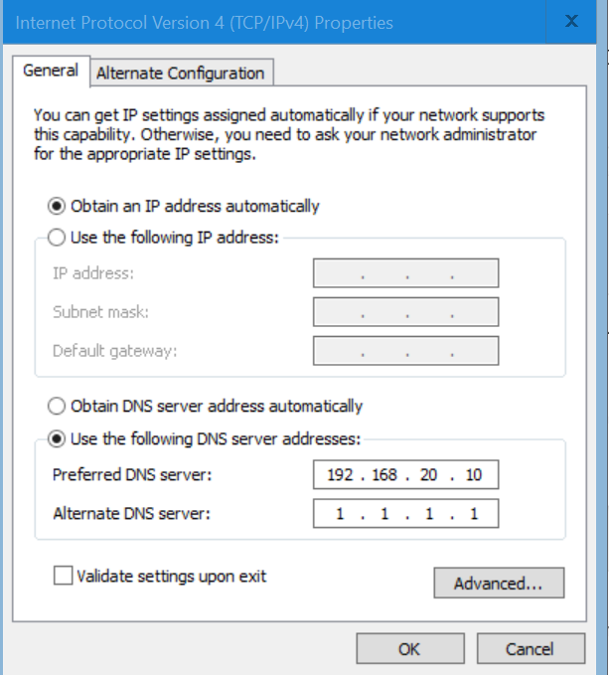 Internet Protocol Version 4 (TCP/IPv4) Properties
X
General
Alternate Configuration
You can get IP settings assigned automatically if your network supports
this capability. Otherwise, you need to ask your network administrator
for the appropriate IP settings.
Obtain an IP address automatically
Use the following IP address:
IP address: . . .
Subnet mask: . . .
Default gateway: . . .
Obtain DNS server address automatically
Use the following DNS server addresses:
Preferred DNS server: 192 . 168 . 20 . 10
Alternate DNS server: 1 . 1 . 1 . 1
Validate settings upon exit
Advanced...
OK
Cancel